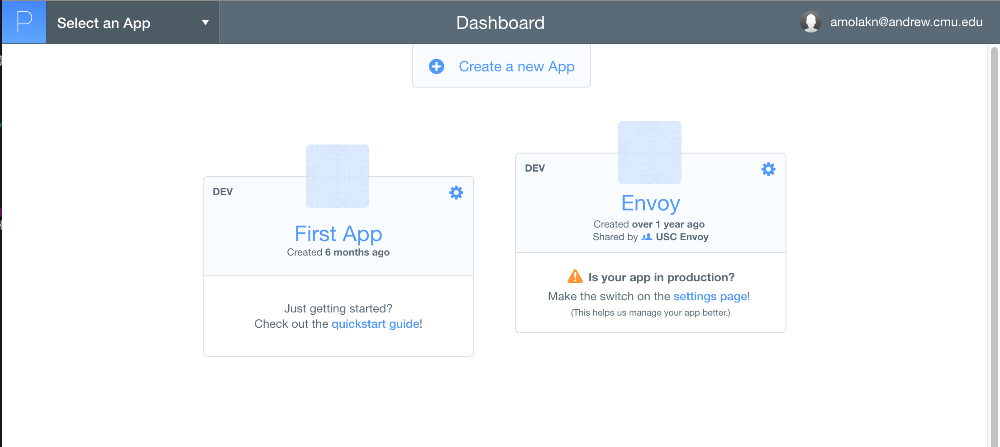 P
Select an App
Dashboard
amolakn@andrew.cmu.edu
Create a new App
DEV
First App
Created 6 months ago
Just getting started?
Check out the quickstart guide!
DEV
Envoy
Created over 1 year ago
Shared by USC Envoy
Is your app in production?
Make the switch on the settings page!
(This helps us manage your app better.)